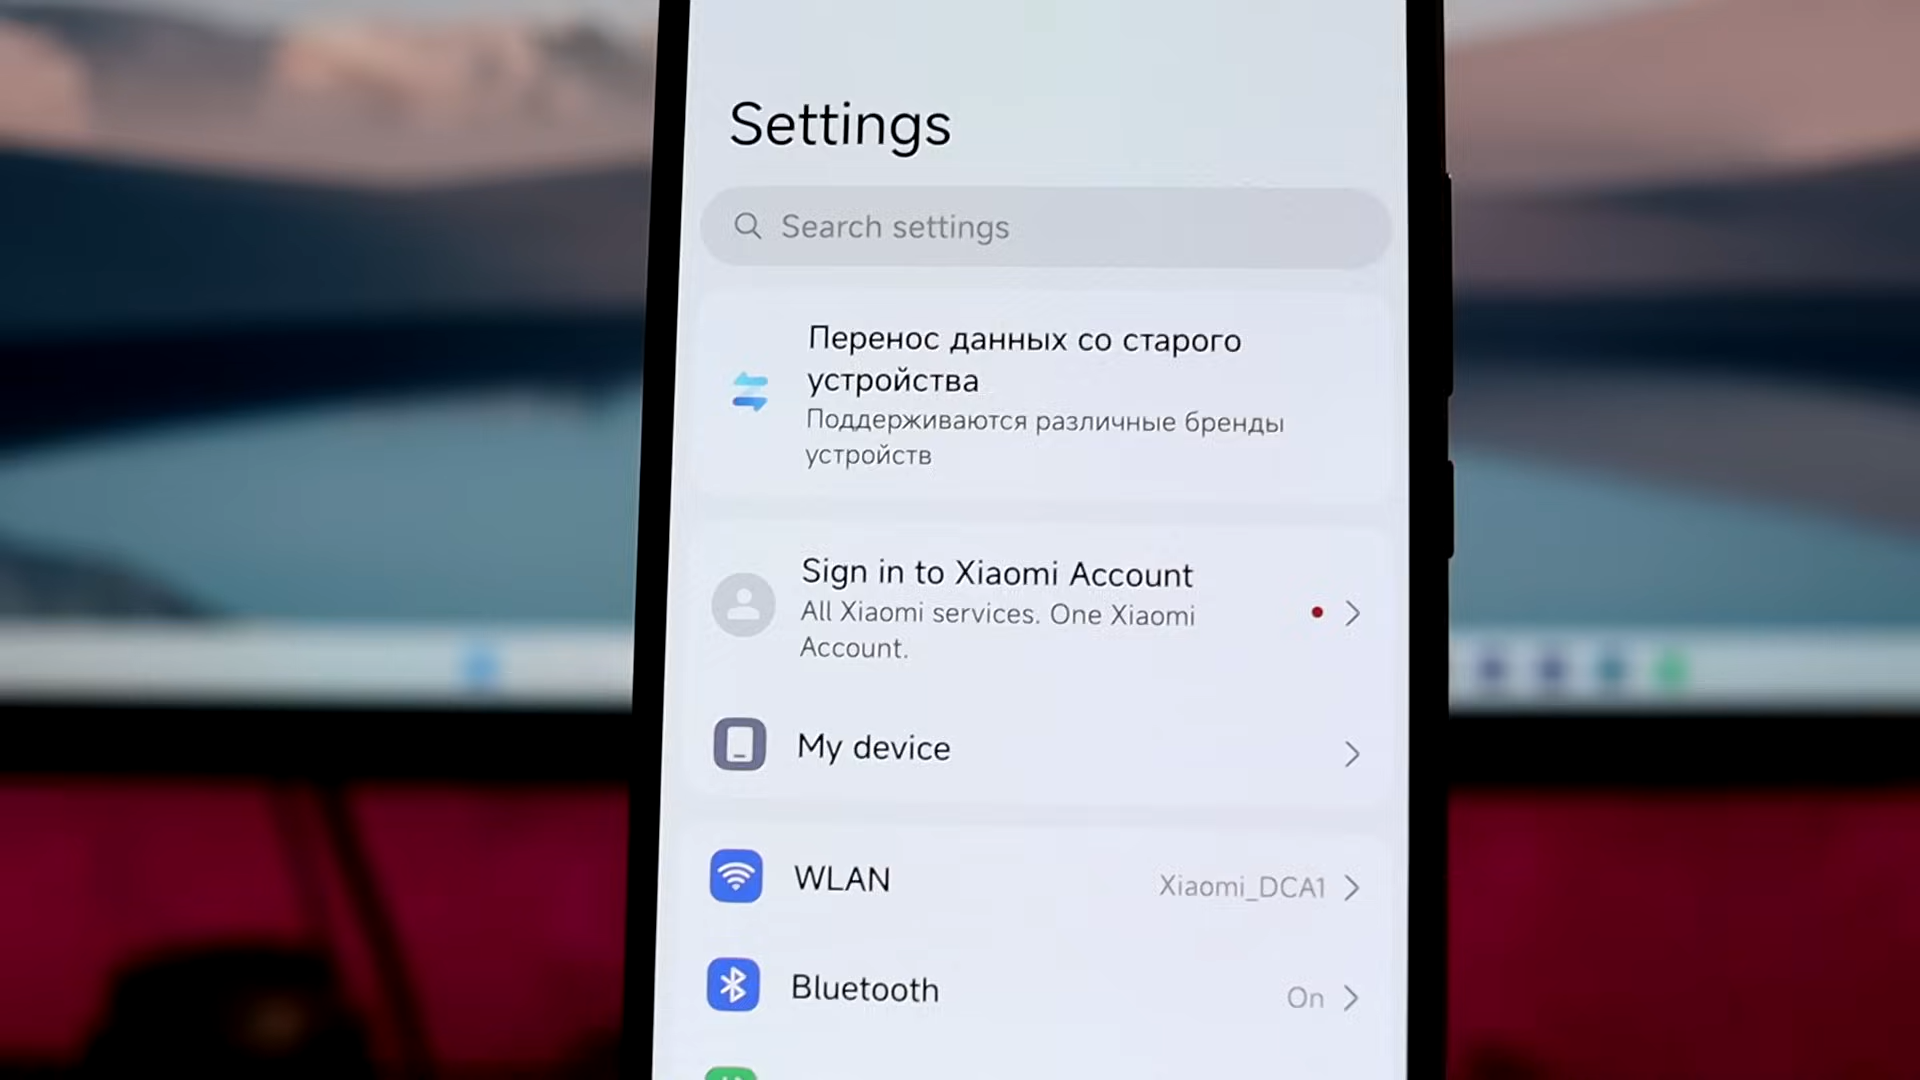 Settings
Search settings
Перенос данных со старого
устройства
Поддерживаются различные бренды
устройств
Sign in to Xiaomi Account
All Xiaomi services. One Xiaomi
Account.
My device
WLAN Xiaomi_DCA1
Bluetooth On